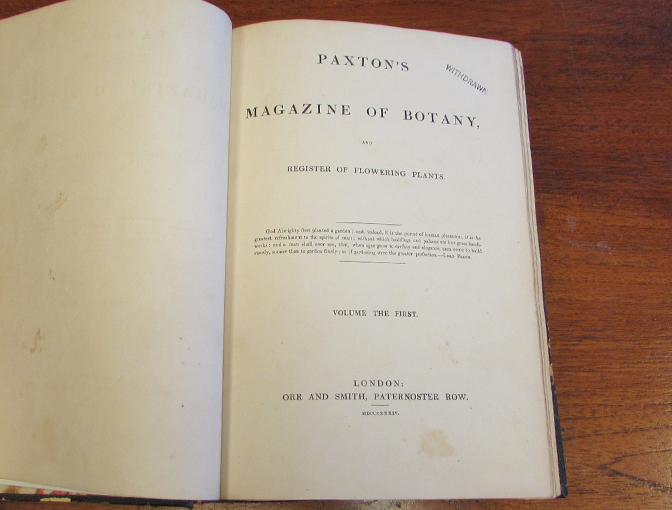 PAXTON'S
WITHDRAWN
MAGAZINE OF BOTANY,
AND
REGISTER OF FLOWERING PLANTS.
God Almighty first planted a garden; and, indeed, it is the purest of human pleasures; it is the
greatest refreshment to the spirits of man; without which buildings and palaces are but gross handy-
works: and a man shall ever see, that, when ages grow to civility and elegance, men come to build
stately, sooner than to garden finely; as if gardening were the greater perfection.—LORD BACON.
VOLUME THE FIRST.
LONDON:
ORR AND SMITH, PATERNOSTER ROW.
MDCCCXXXIV.